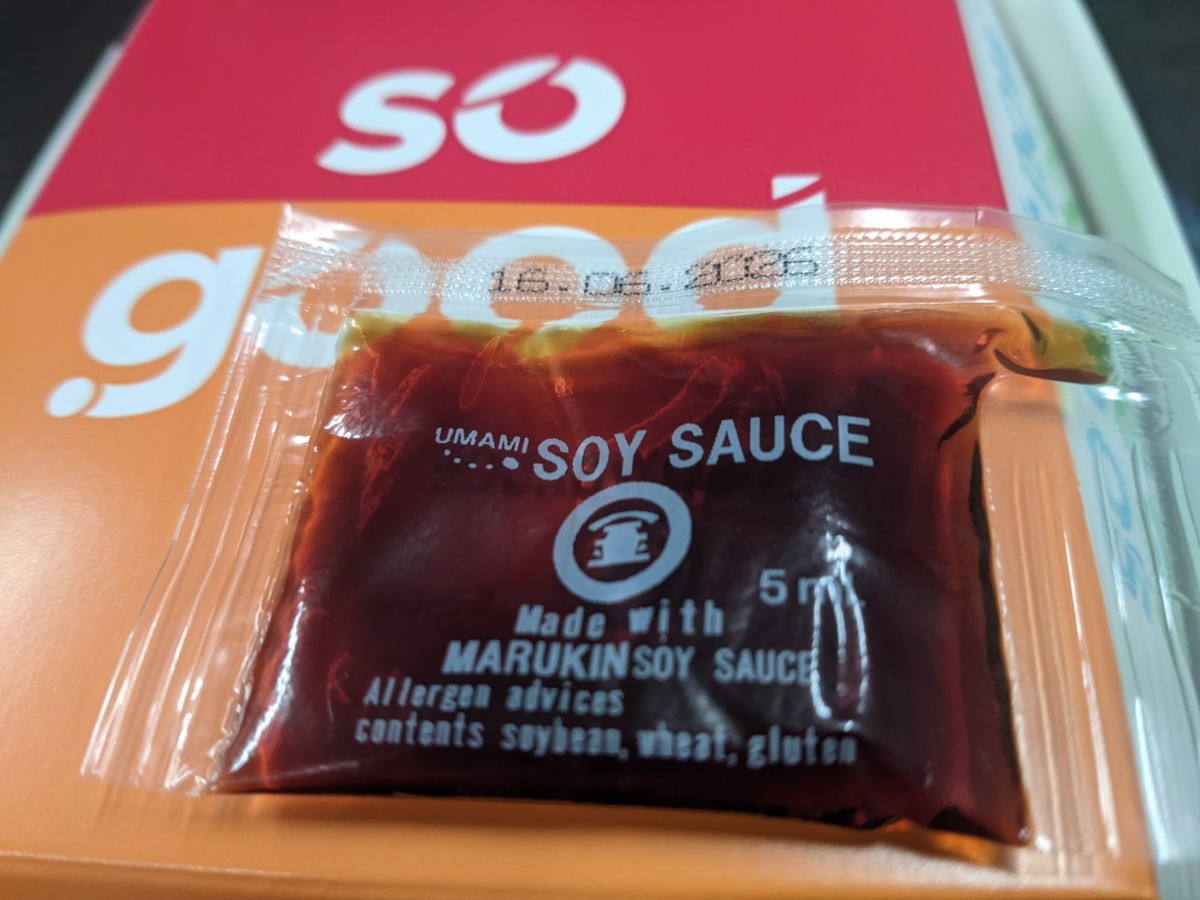 so
good
16.06.2026
UMAMI SOY SAUCE
5 ml
Made with
MARUKIN SOY SAUCE
Allergen advices
contents soybean, wheat, gluten